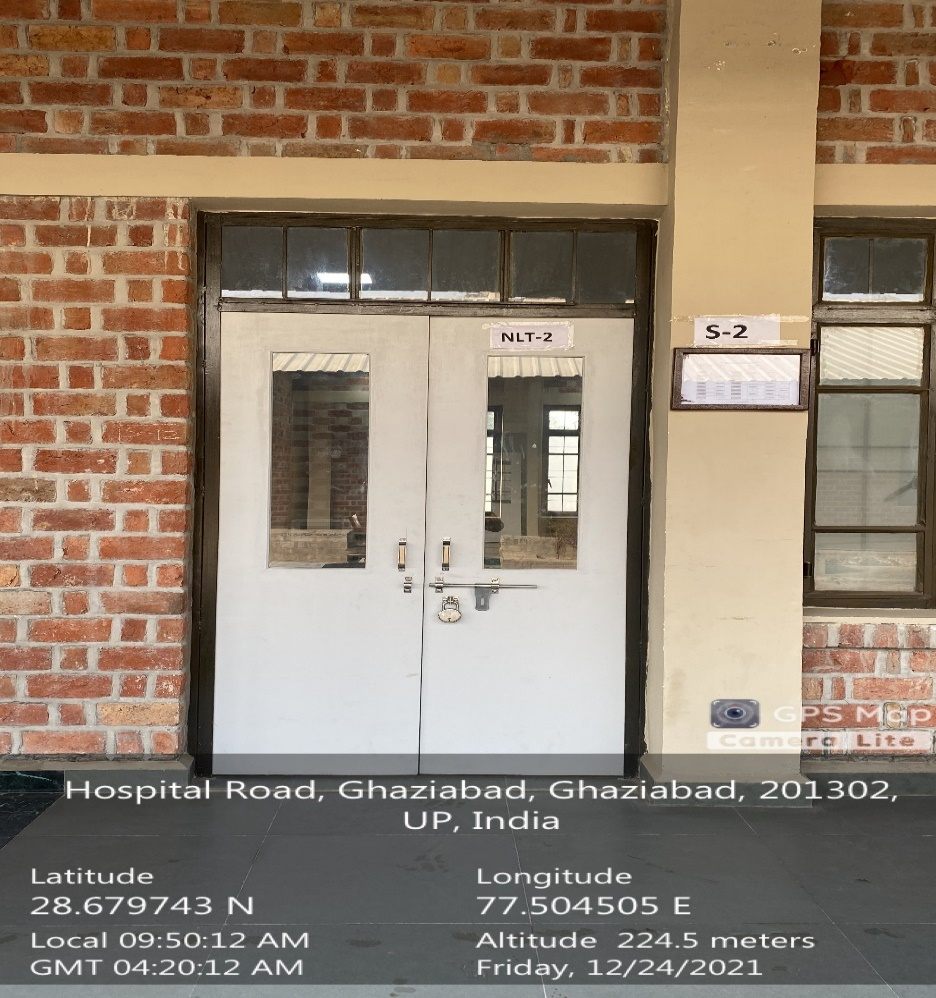 NLT-2
S-2
GPS Map
Camera Lite
Hospital Road, Ghaziabad, Ghaziabad, 201302,
UP, India
Latitude
28.679743 N
Longitude
77.504505 E
Local 09:50:12 AM
GMT 04:20:12 AM
Altitude 224.5 meters
Friday, 12/24/2021